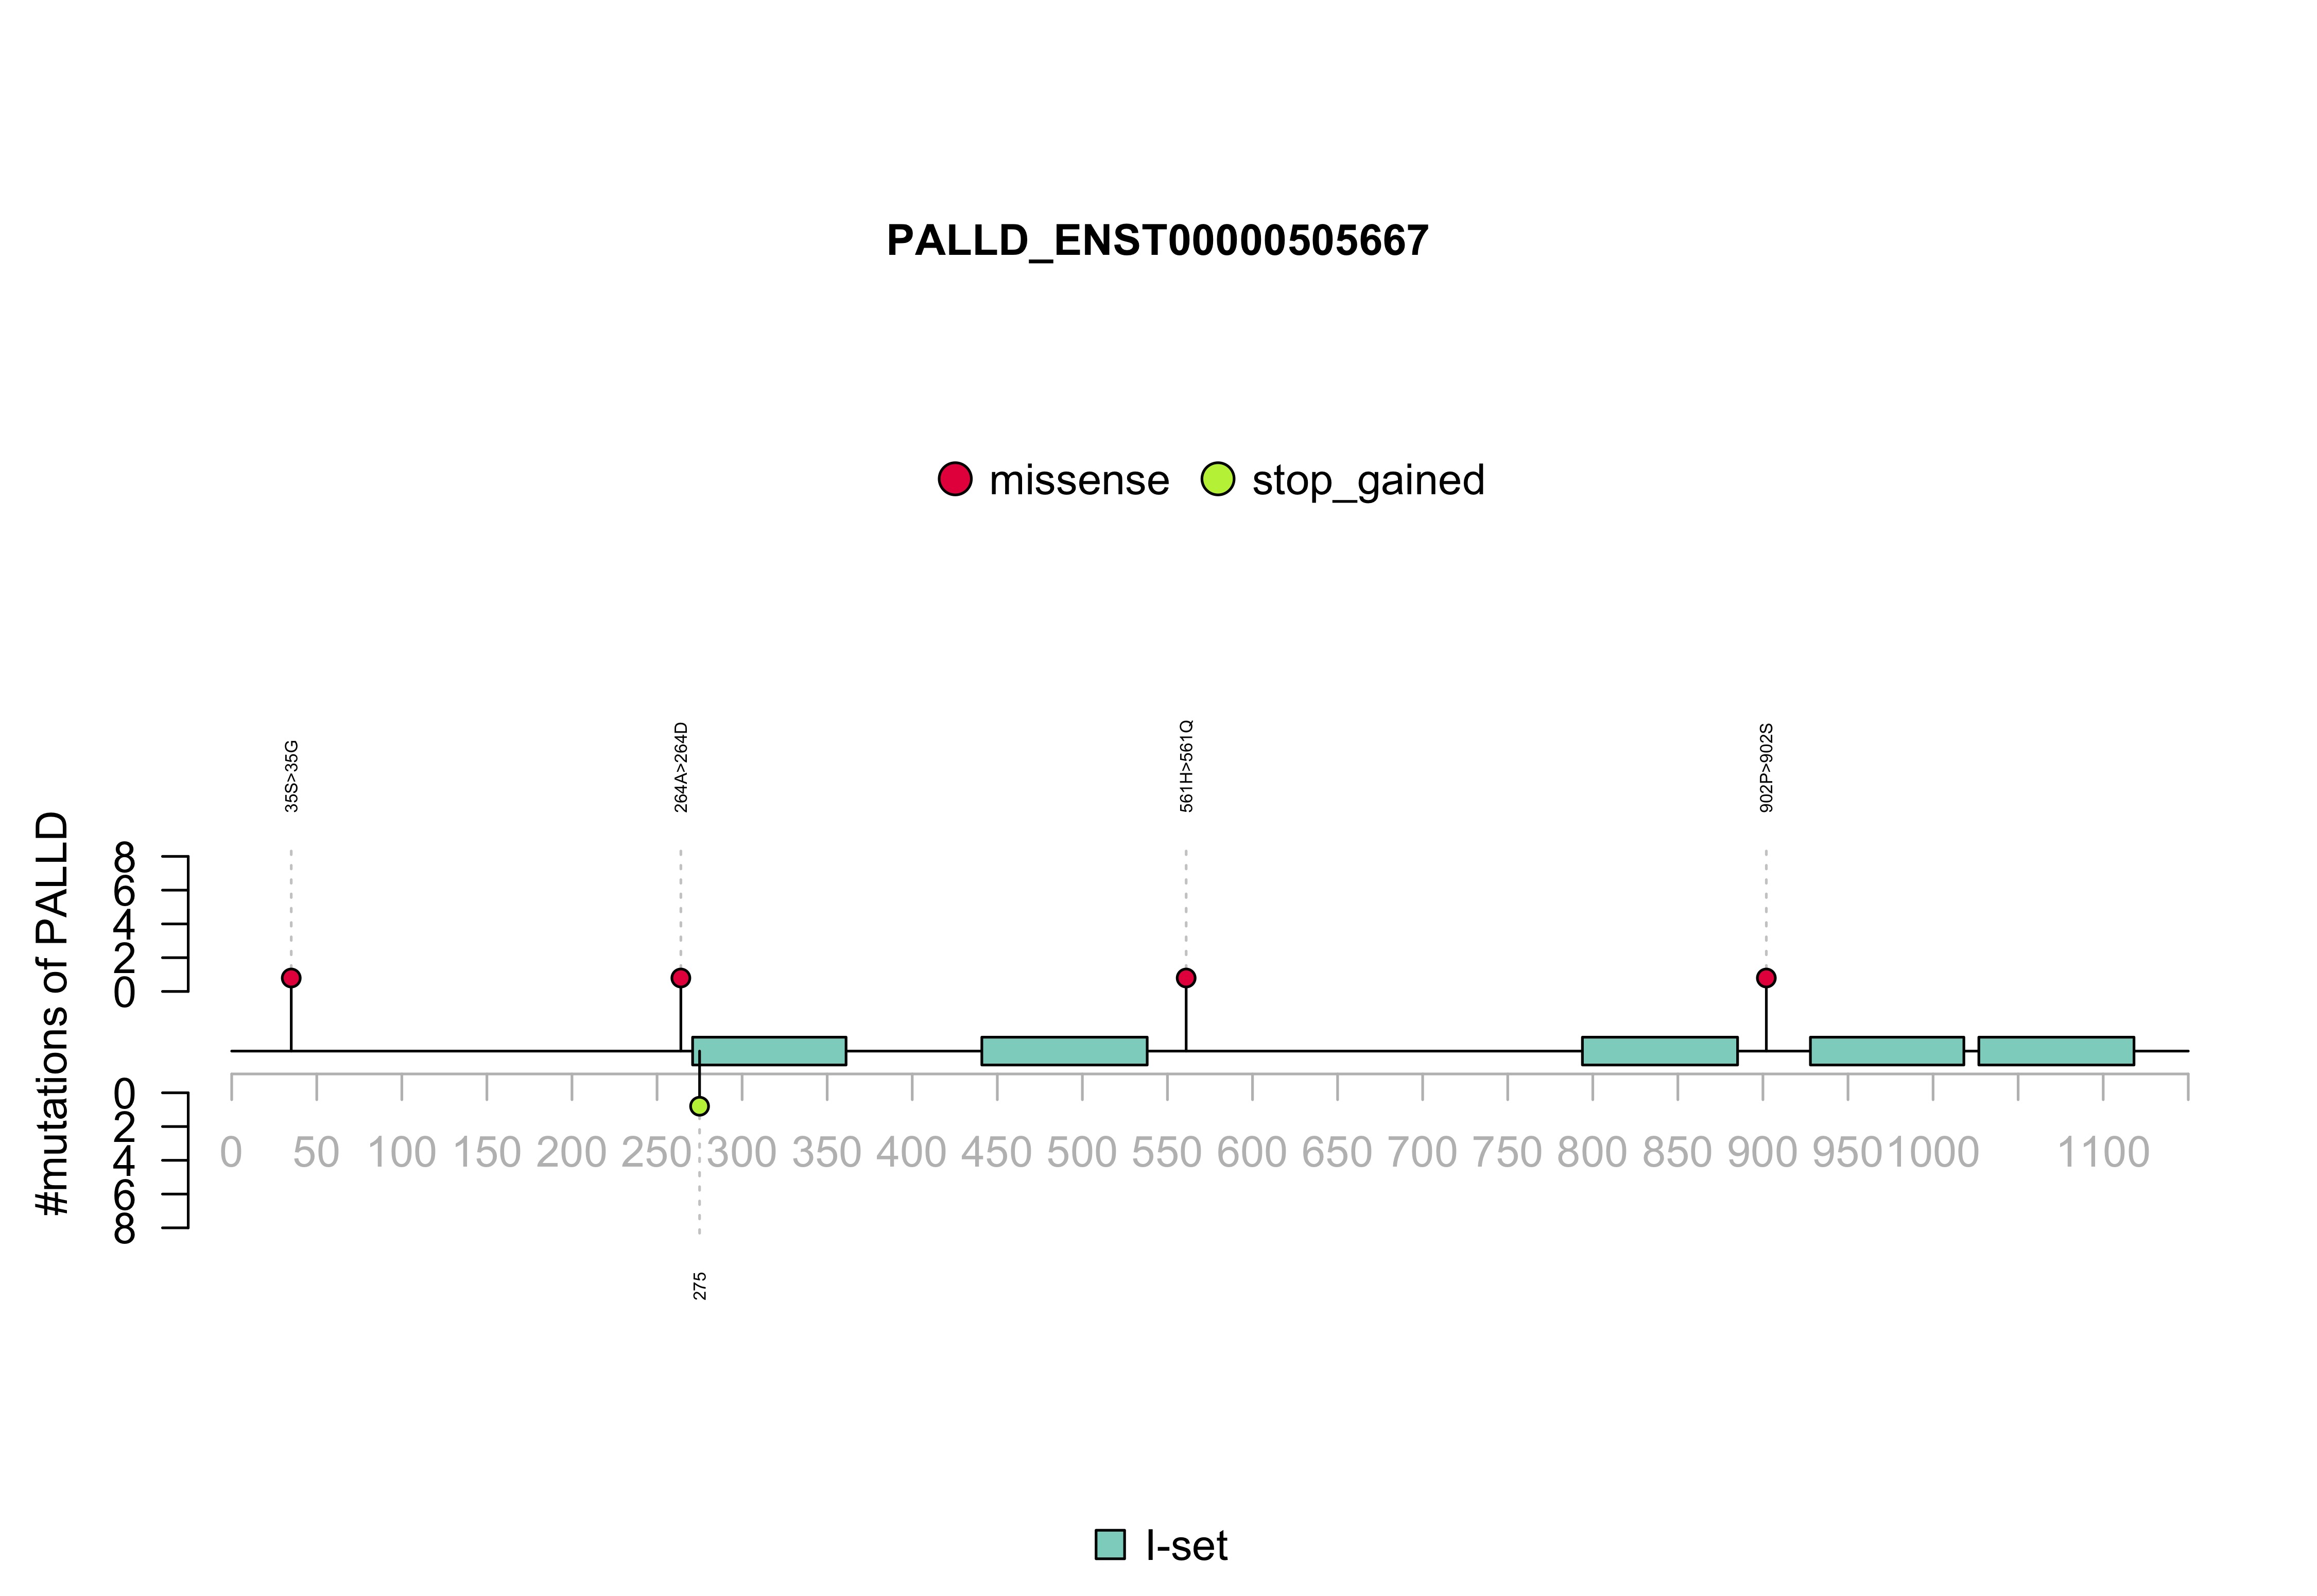 PALLD_ENST00000505667
missense stop_gained
35S>35G
264A>264D
561H>561Q
902P>902S
#mutations of PALLD
8
6
4
2
0
0
2
4
6
8
0 50 100 150 200 250 300 350 400 450 500 550 600 650 700 750 800 850 900 950 1000 1100
275
I-set